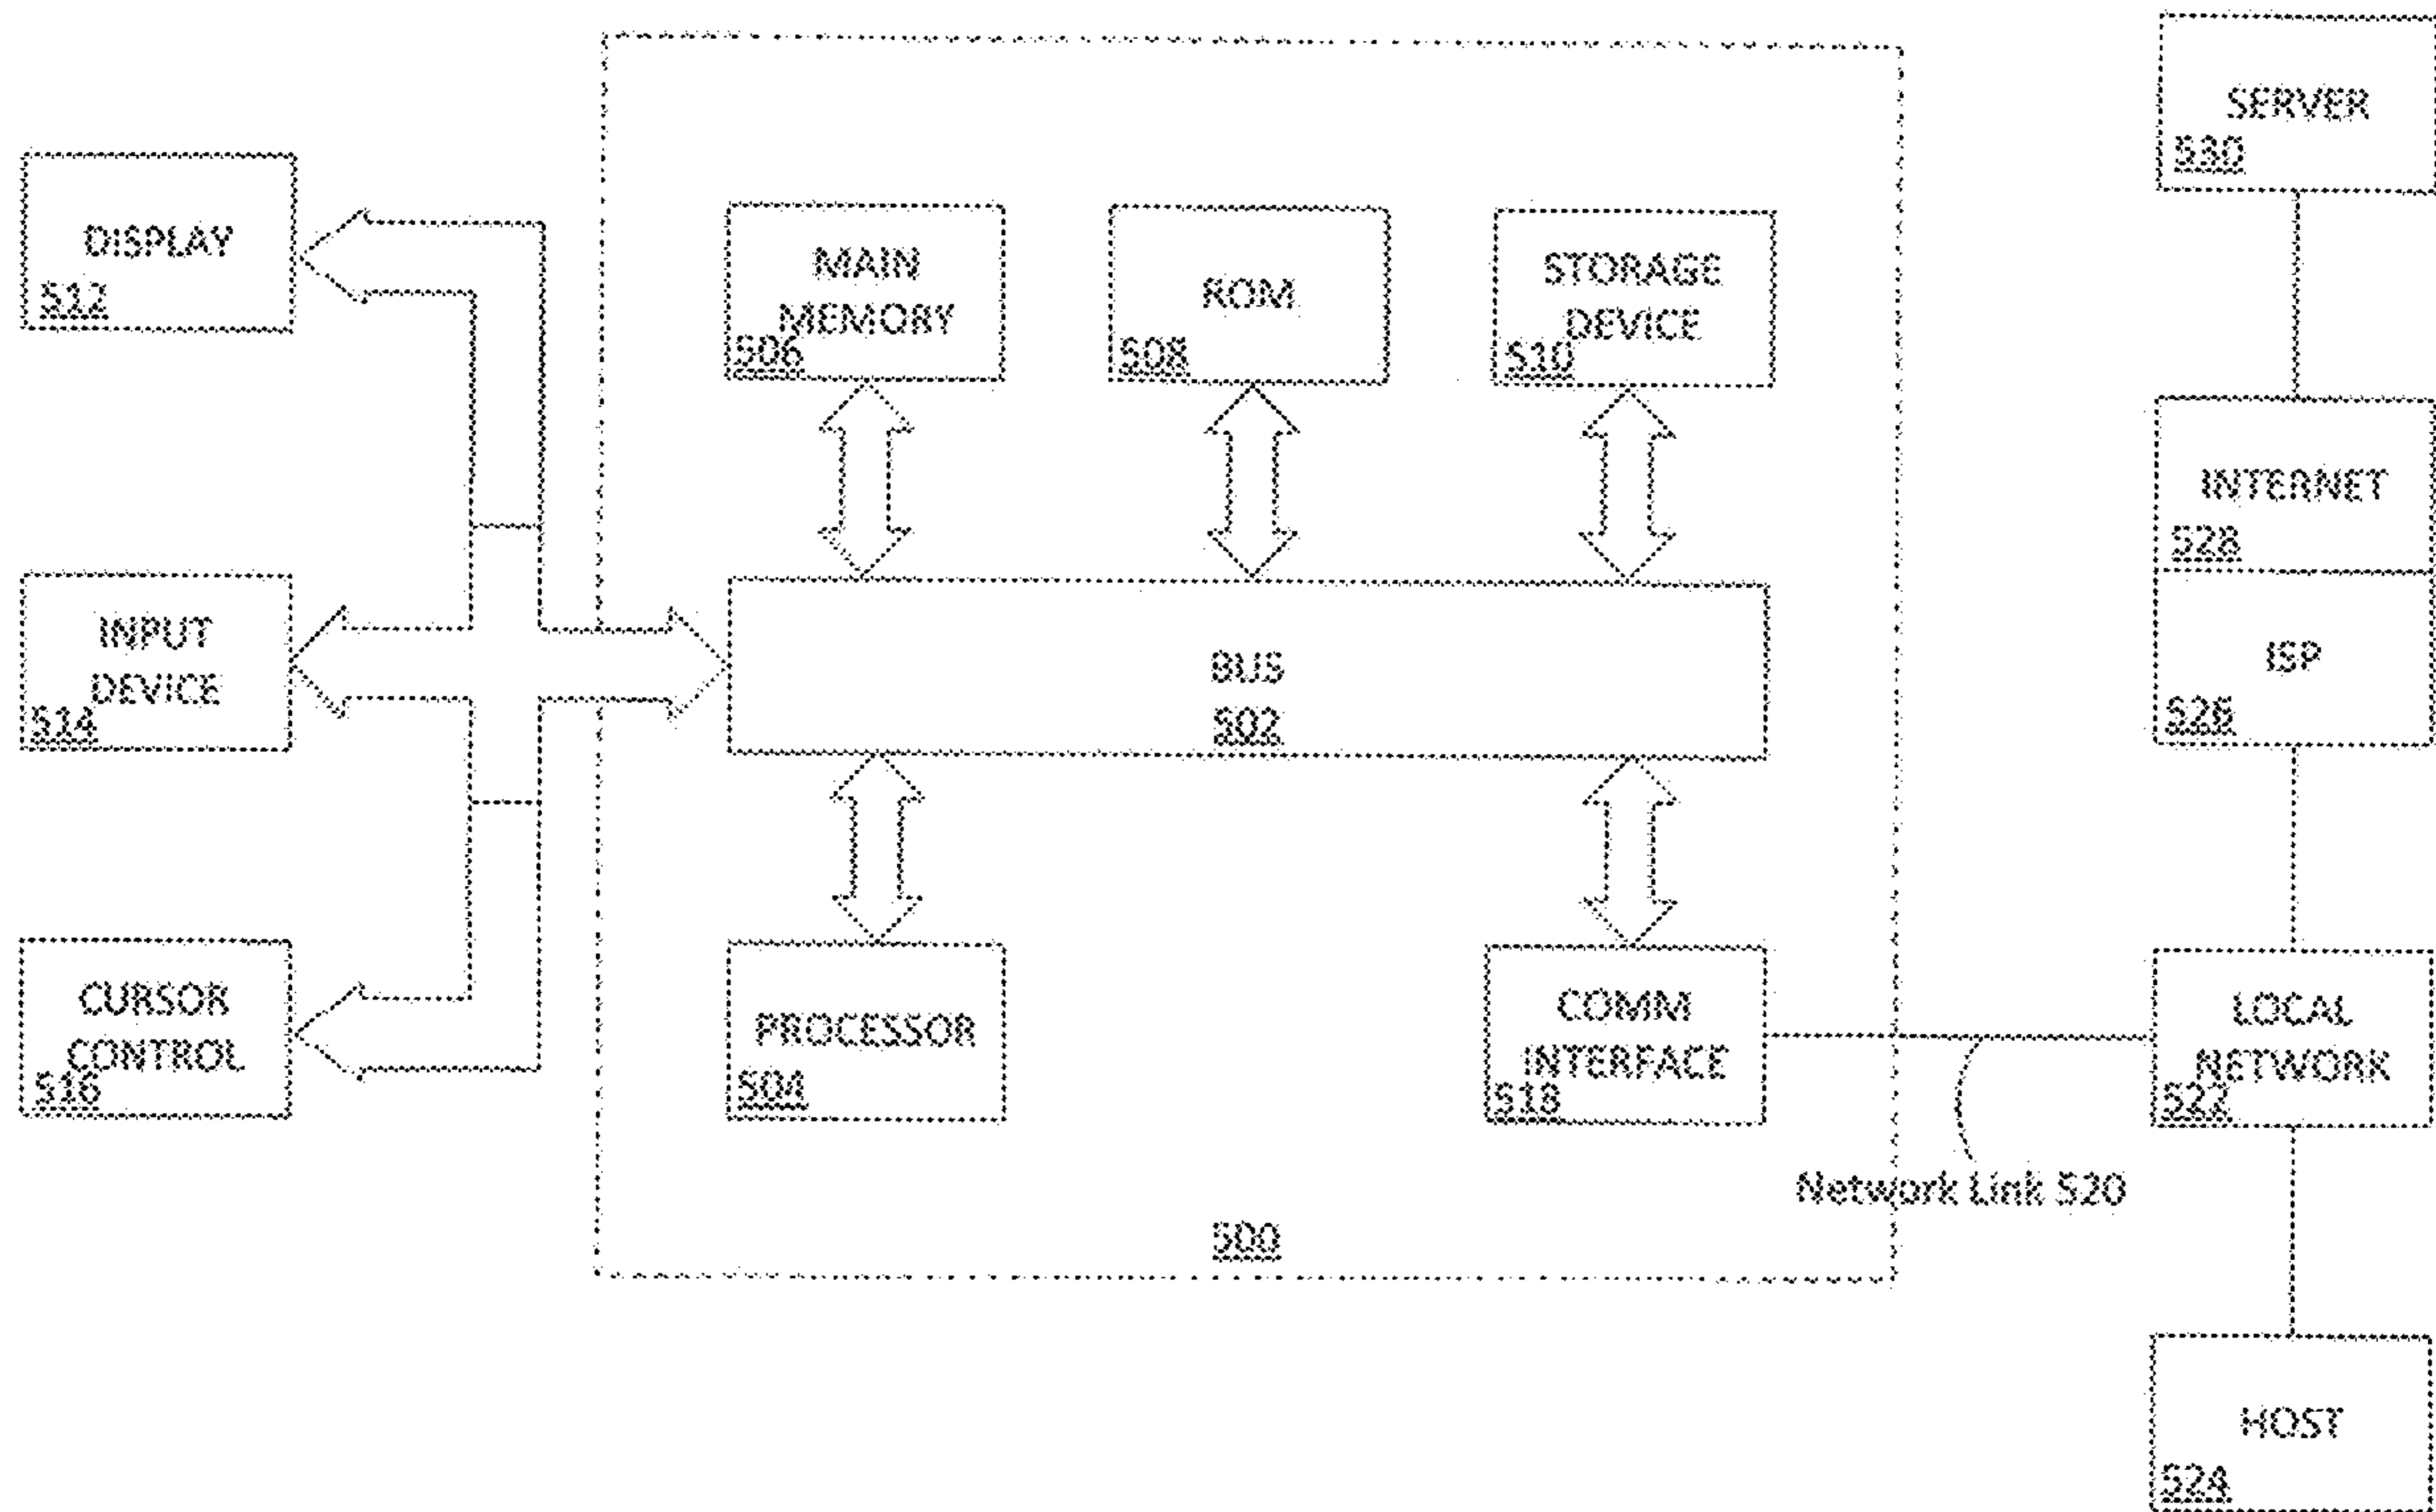 SERVER
530
DISPLAY
512
MAIN
MEMORY
506
ROM
508
STORAGE
DEVICE
510
INTERNET
528
INPUT
DEVICE
514
BUS
502
ISP
526
CURSOR
CONTROL
516
PROCESSOR
504
COMM
INTERFACE
518
LOCAL
NETWORK
522
Network Link 520
500
HOST
524